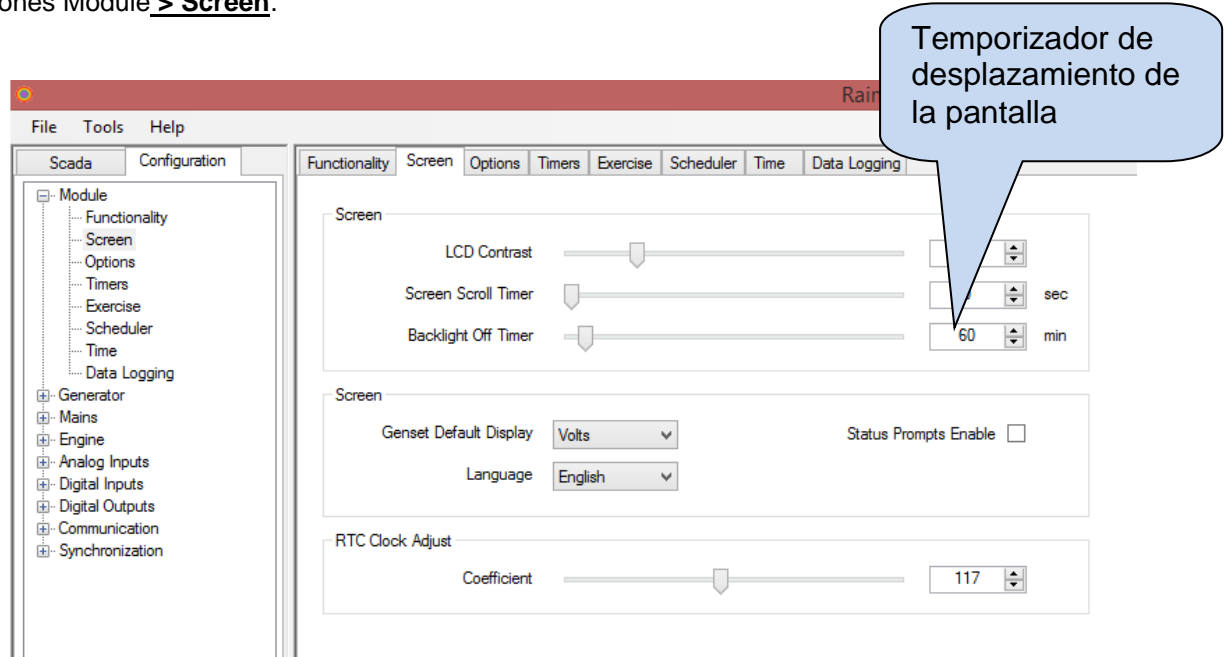 ones Module > Screen.
Temporizador de
desplazamiento de
la pantalla
Rain
File Tools Help
Scada Configuration
Functionality Screen Options Timers Exercise Scheduler Time Data Logging
Module
Functionality
Screen
Options
Timers
Exercise
Scheduler
Time
Data Logging
Generator
Mains
Engine
Analog Inputs
Digital Inputs
Digital Outputs
Communication
Synchronization
Screen
LCD Contrast
Screen Scroll Timer sec
Backlight Off Timer 60 min
Screen
Genset Default Display Volts Status Prompts Enable
Language English
RTC Clock Adjust
Coefficient 117